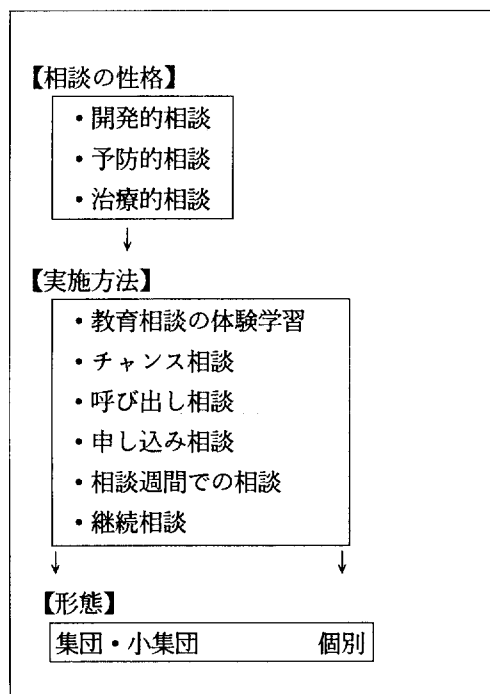 【相談の性格】
・開発的相談
・予防的相談
・治療的相談
↓
【実施方法】
・教育相談の体験学習
・チャンス相談
・呼び出し相談
・申し込み相談
・相談週間での相談
・継続相談
↓ ↓
【形態】
集団・小集団 個別